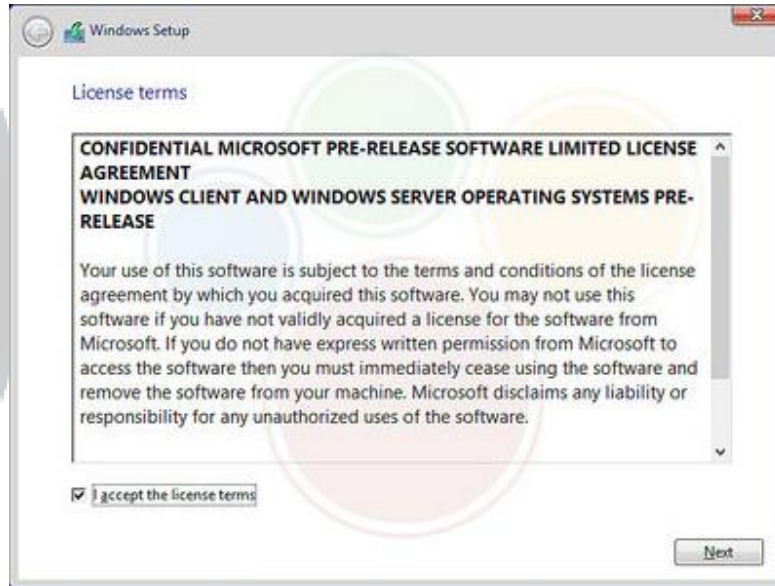 Windows Setup
License terms
CONFIDENTIAL MICROSOFT PRE-RELEASE SOFTWARE LIMITED LICENSE
AGREEMENT
WINDOWS CLIENT AND WINDOWS SERVER OPERATING SYSTEMS PRE-
RELEASE
Your use of this software is subject to the terms and conditions of the license
agreement by which you acquired this software. You may not use this
software if you have not validly acquired a license for the software from
Microsoft. If you do not have express written permission from Microsoft to
access the software then you must immediately cease using the software and
remove the software from your machine. Microsoft disclaims any liability or
responsibility for any unauthorized uses of the software.
I accept the license terms
Next